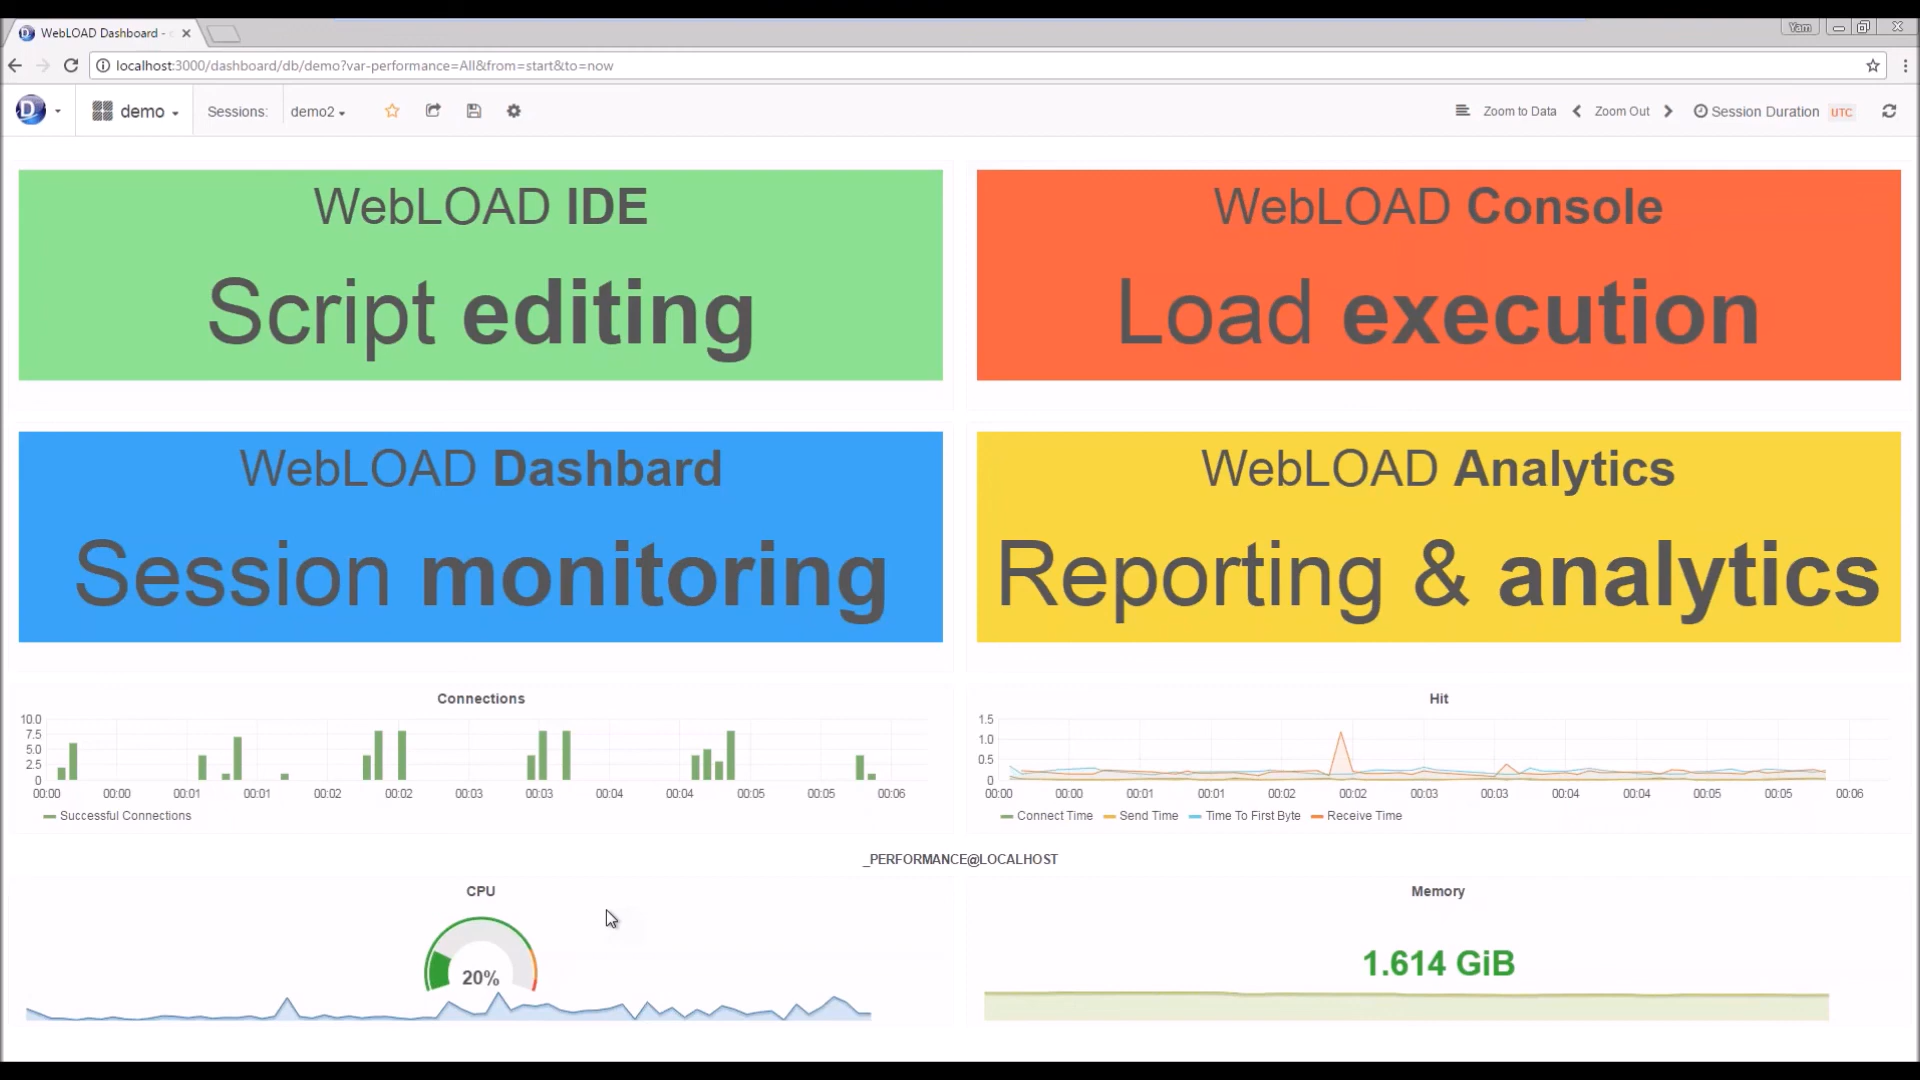 WebLOAD Dashboard -
Yam
localhost:3000/dashboard/db/demo?var-performance=All&from=start&to=now
D demo Sessions: demo2 Zoom to Data Zoom Out Session Duration UTC
WebLOAD IDE
Script editing
WebLOAD Console
Load execution
WebLOAD Dashbard
Session monitoring
WebLOAD Analytics
Reporting & analytics
Connections
10.0
7.5
5.0
2.5
0
00:00 00:00 00:01 00:01 00:02 00:02 00:03 00:03 00:04 00:04 00:05 00:05 00:06
Successful Connections
Hit
1.5
1.0
0.5
0
00:00 00:00 00:01 00:01 00:02 00:02 00:03 00:03 00:04 00:04 00:05 00:05 00:06
Connect Time Send Time Time To First Byte Receive Time
_PERFORMANCE@LOCALHOST
CPU
20%
Memory
1.614 GiB